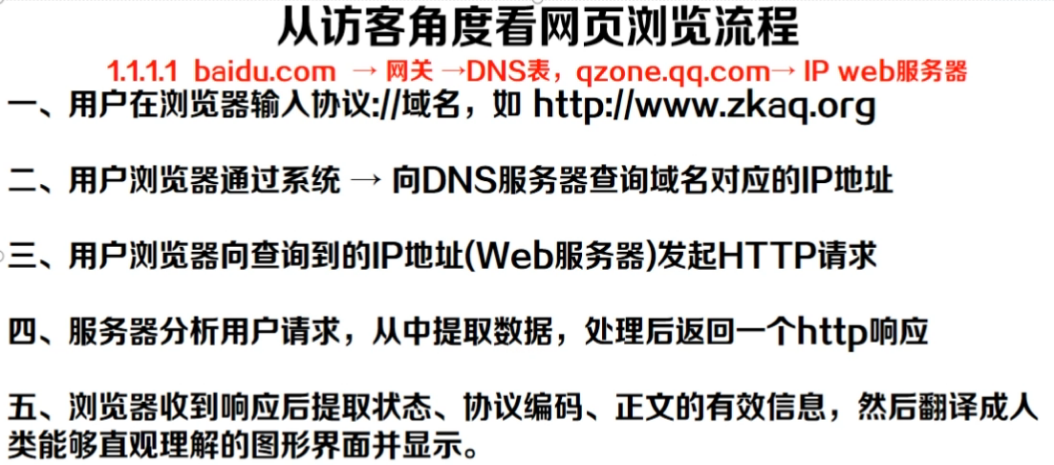 从访客角度看网页浏览流程
1.1.1.1 baidu.com → 网关 →DNS表，qzone.qq.com→ IP web服务器
一、用户在浏览器输入协议://域名，如 http://www.zkaq.org
二、用户浏览器通过系统 → 向DNS服务器查询域名对应的IP地址
三、用户浏览器向查询到的IP地址(Web服务器)发起HTTP请求
四、服务器分析用户请求，从中提取数据，处理后返回一个http响应
五、浏览器收到响应后提取状态、协议编码、正文的有效信息，然后翻译成人
类能够直观理解的图形界面并显示。